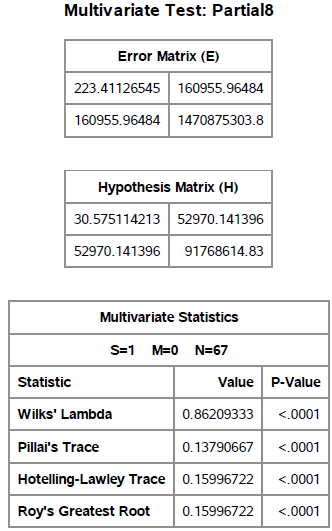 Multivariate Test: Partial8
Error Matrix (E)
223.41126545 160955.96484
160955.96484 1470875303.8
Hypothesis Matrix (H)
30.575114213 52970.141396
52970.141396 91768614.83
Multivariate Statistics
S=1 M=0 N=67
Statistic Value P-Value
Wilks' Lambda 0.86209333 <.0001
Pillai's Trace 0.13790667 <.0001
Hotelling-Lawley Trace 0.15996722 <.0001
Roy's Greatest Root 0.15996722 <.0001